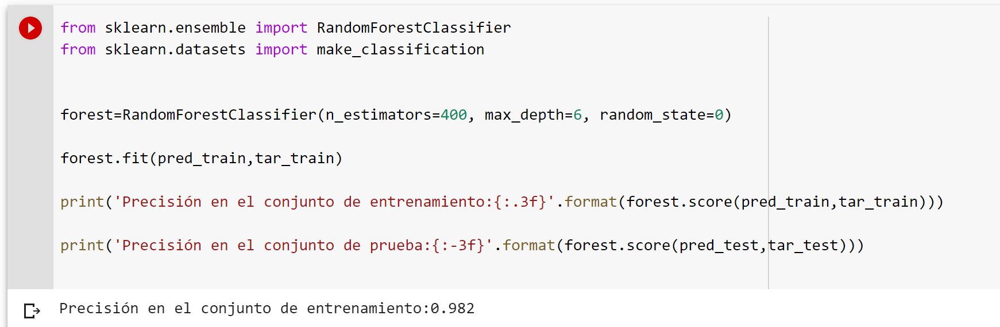 from sklearn.ensemble import RandomForestClassifier
from sklearn.datasets import make_classification
forest=RandomForestClassifier(n_estimators=400, max_depth=6, random_state=0)
forest.fit(pred_train,tar_train)
print('Precisión en el conjunto de entrenamiento:{:.3f}'.format(forest.score(pred_train,tar_train)))
print('Precisión en el conjunto de prueba:{:-3f}'.format(forest.score(pred_test,tar_test)))
Precisión en el conjunto de entrenamiento:0.982